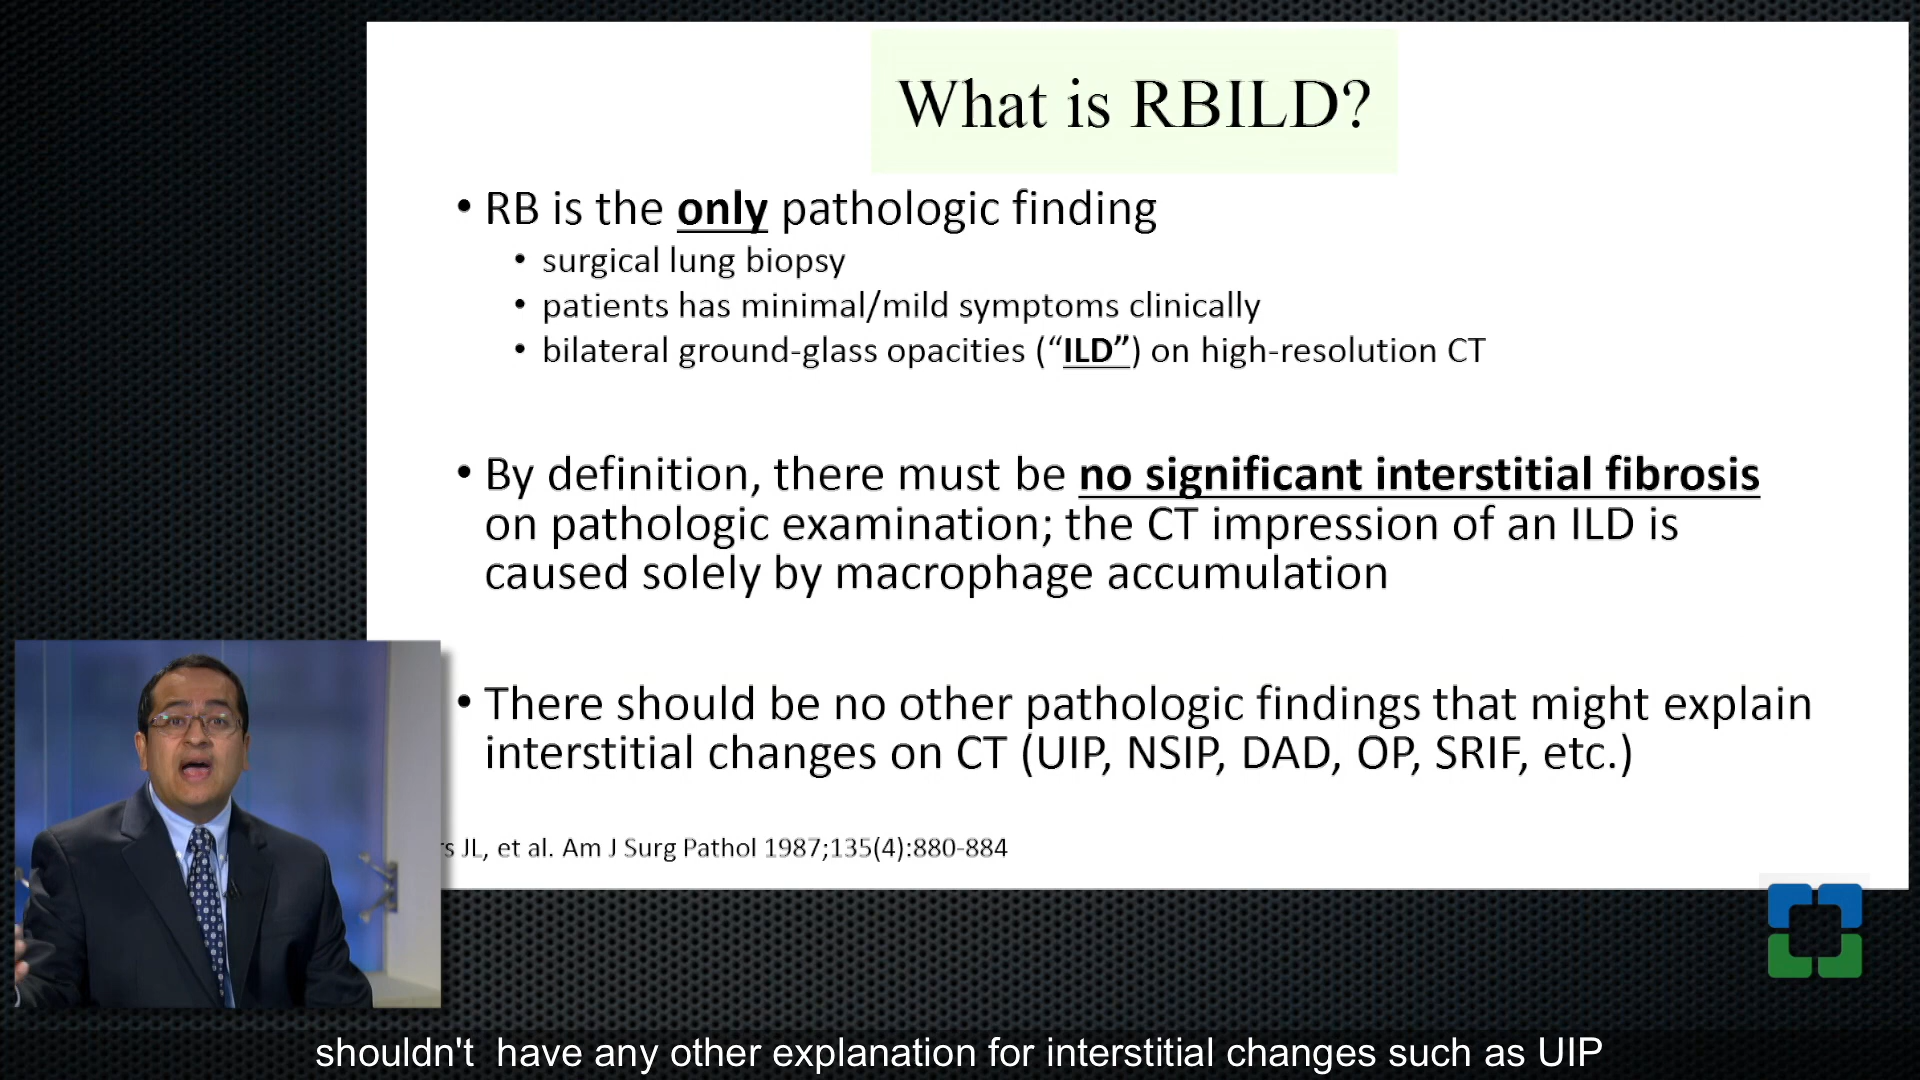 What is RBILD?
• RB is the only pathologic finding
• surgical lung biopsy
• patients has minimal/mild symptoms clinically
• bilateral ground-glass opacities (“ILD”) on high-resolution CT
• By definition, there must be no significant interstitial fibrosis
on pathologic examination; the CT impression of an ILD is
caused solely by macrophage accumulation
• There should be no other pathologic findings that might explain
interstitial changes on CT (UIP, NSIP, DAD, OP, SRIF, etc.)
JL, et al. Am J Surg Pathol 1987;135(4):880-884
shouldn't have any other explanation for interstitial changes such as UIP